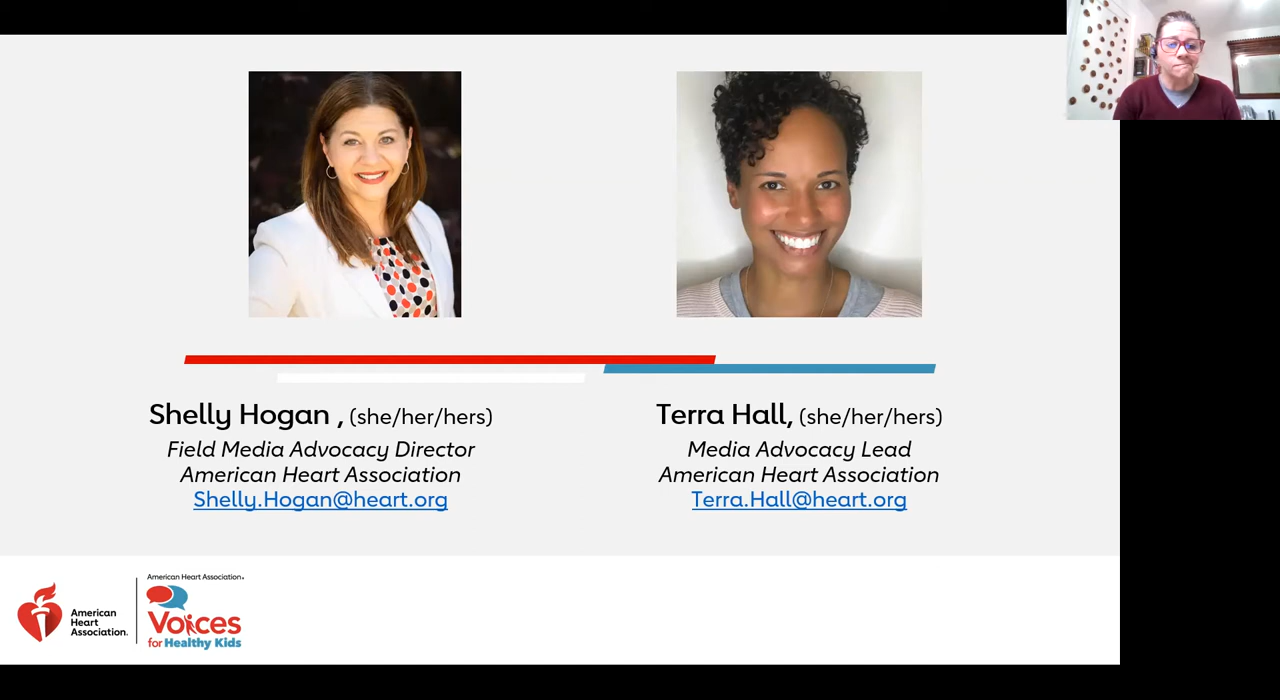 Shelly Hogan , (she/her/hers)
Field Media Advocacy Director
American Heart Association
Shelly.Hogan@heart.org
Terra Hall, (she/her/hers)
Media Advocacy Lead
American Heart Association
Terra.Hall@heart.org
American
Heart
Association.
American Heart Association.
Voices
for Healthy Kids